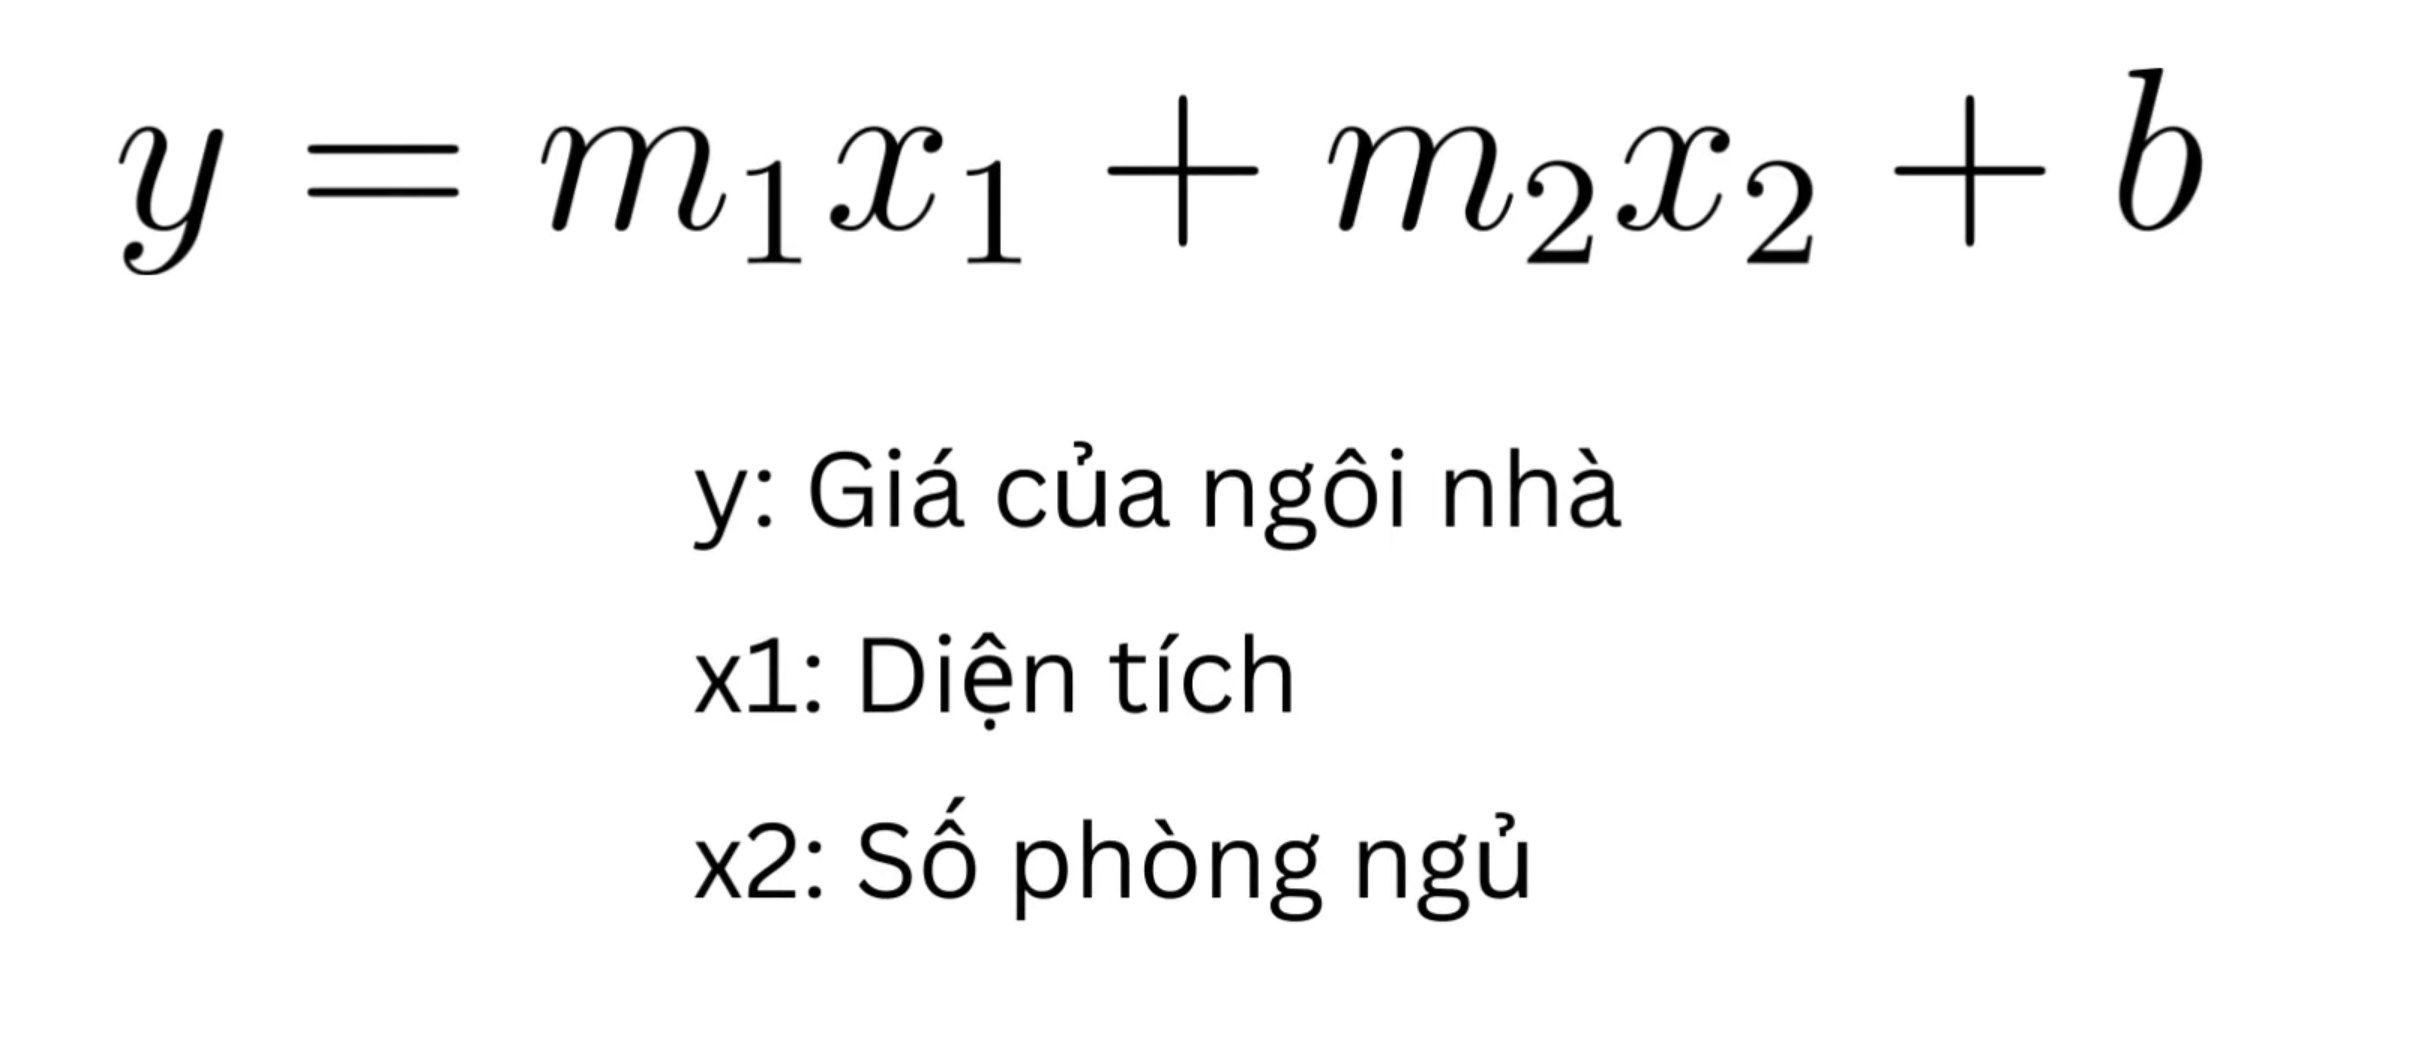 y = m₁x₁ + m₂x₂ + b
y: Giá của ngôi nhà
x1: Diện tích
x2: Số phòng ngủ